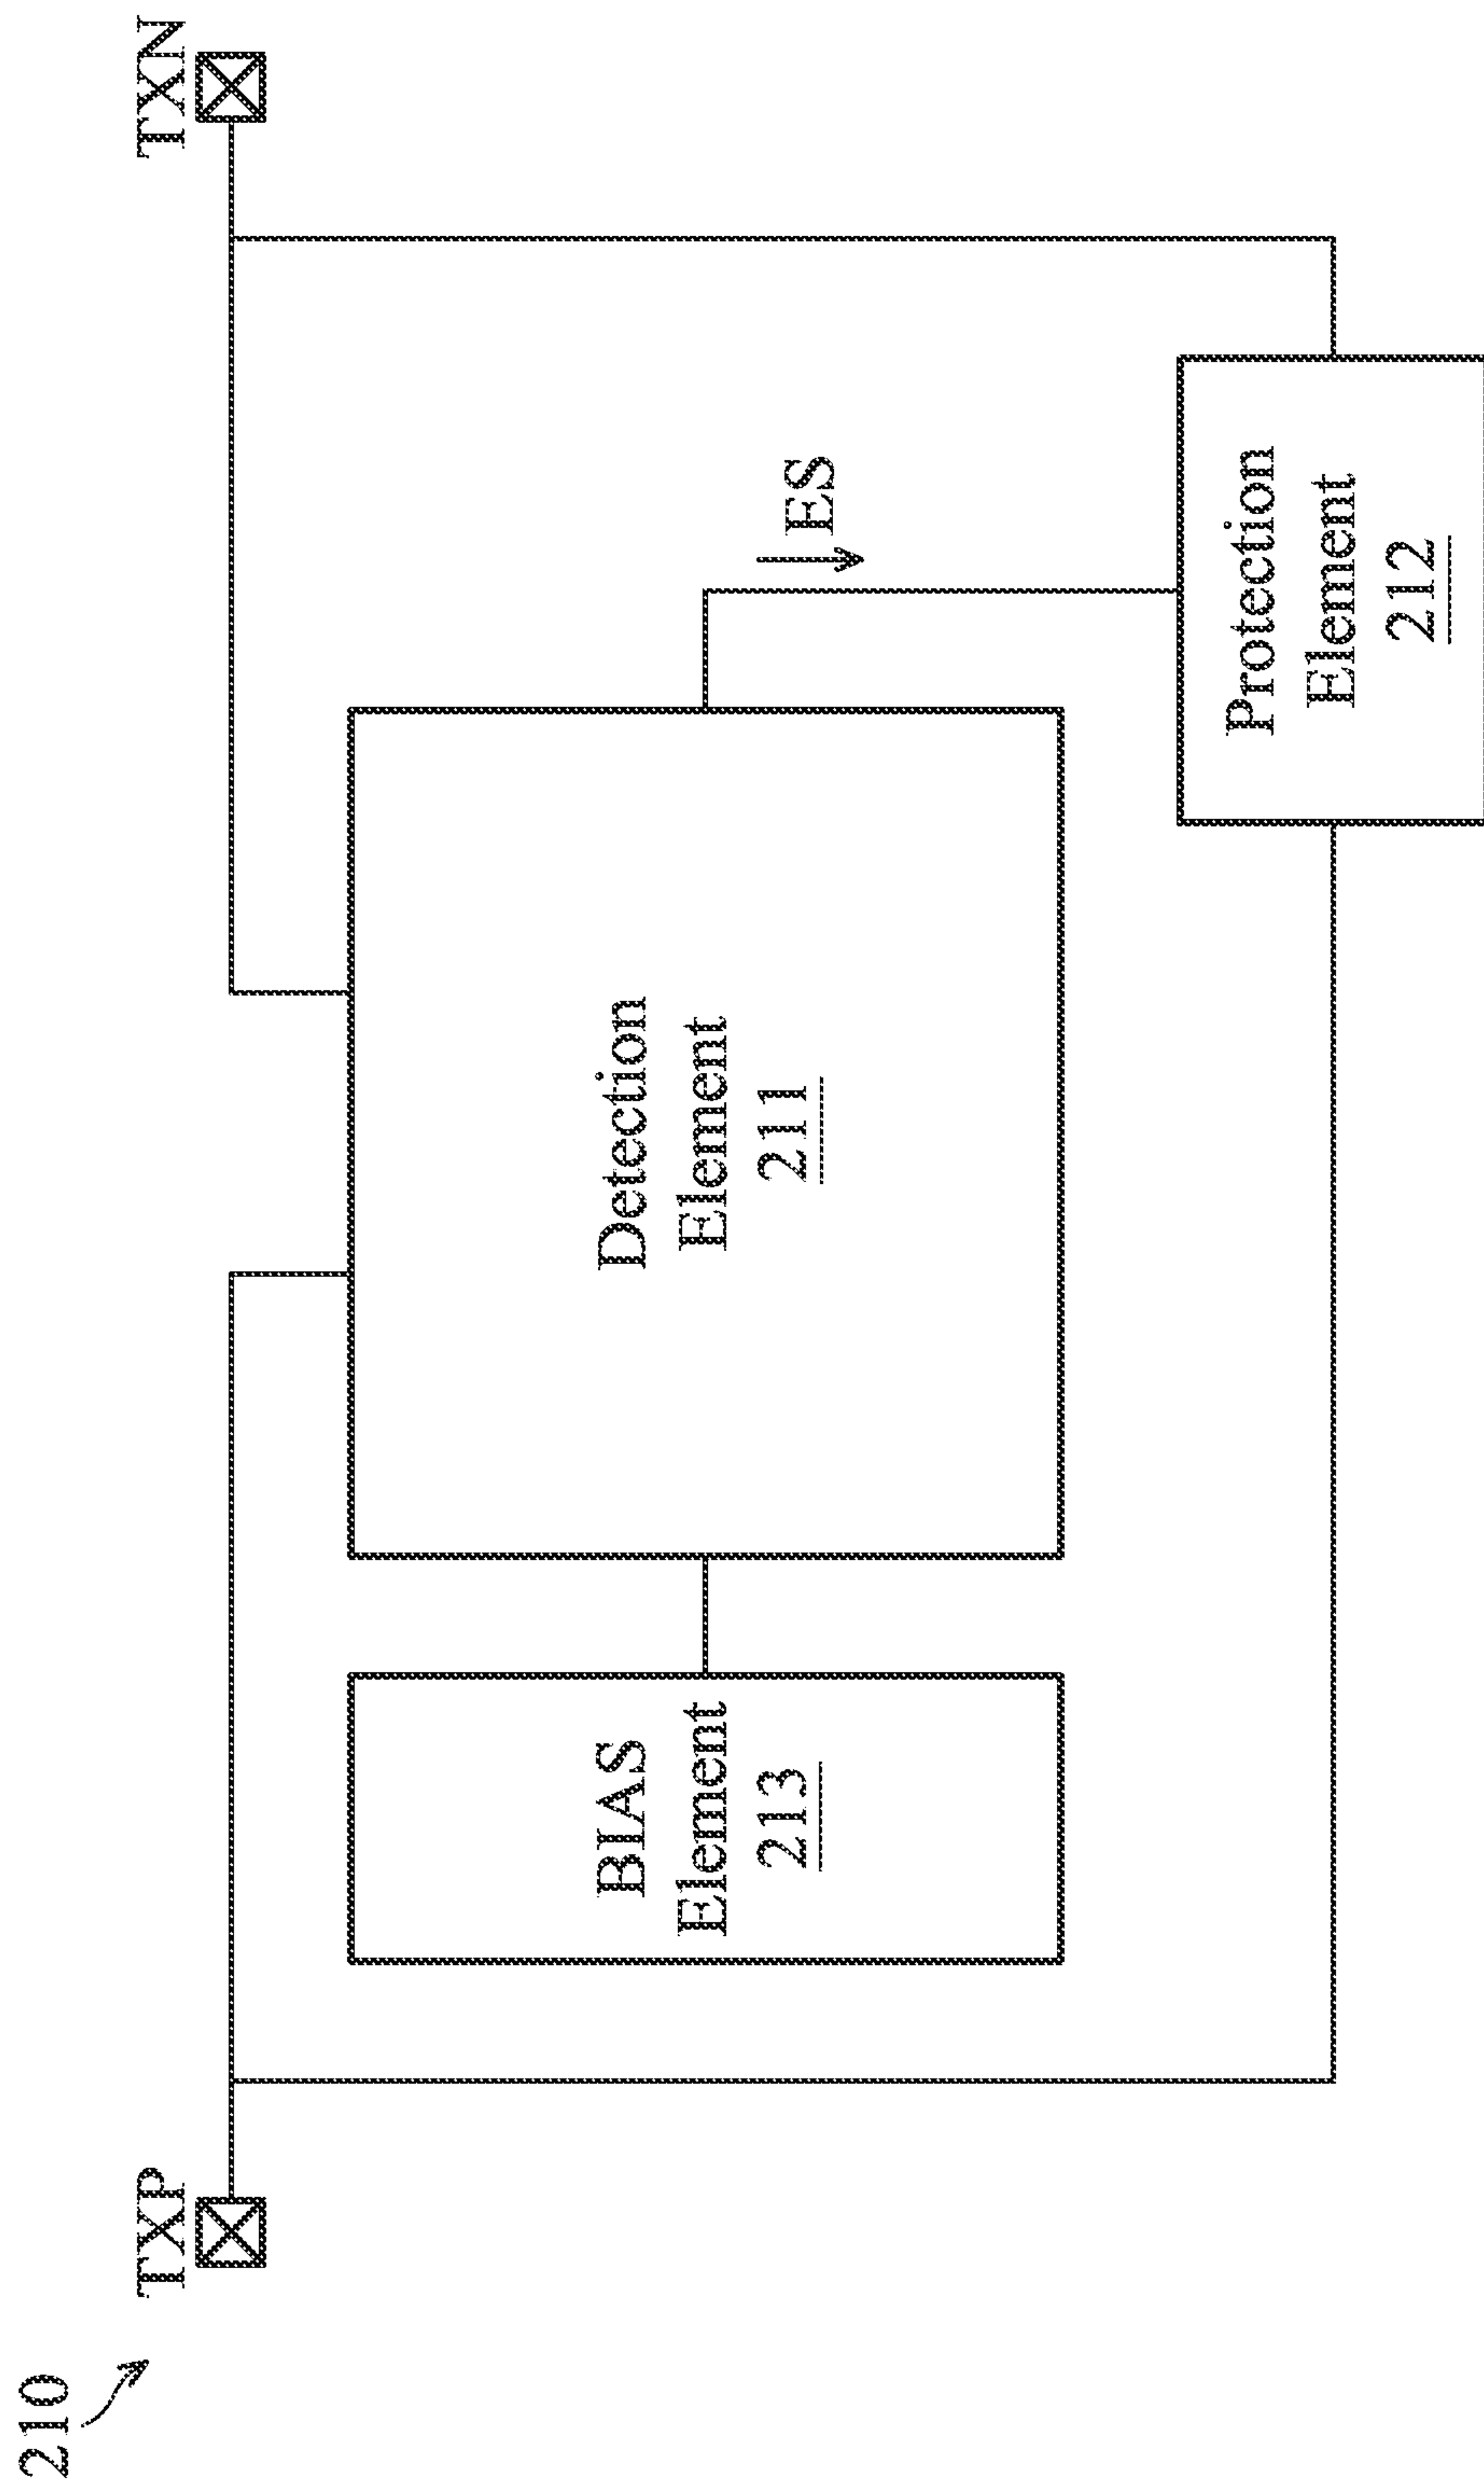 210
TXP
TXN
BIAS
Element
213
Detection
Element
211
ES
Protection
Element
212